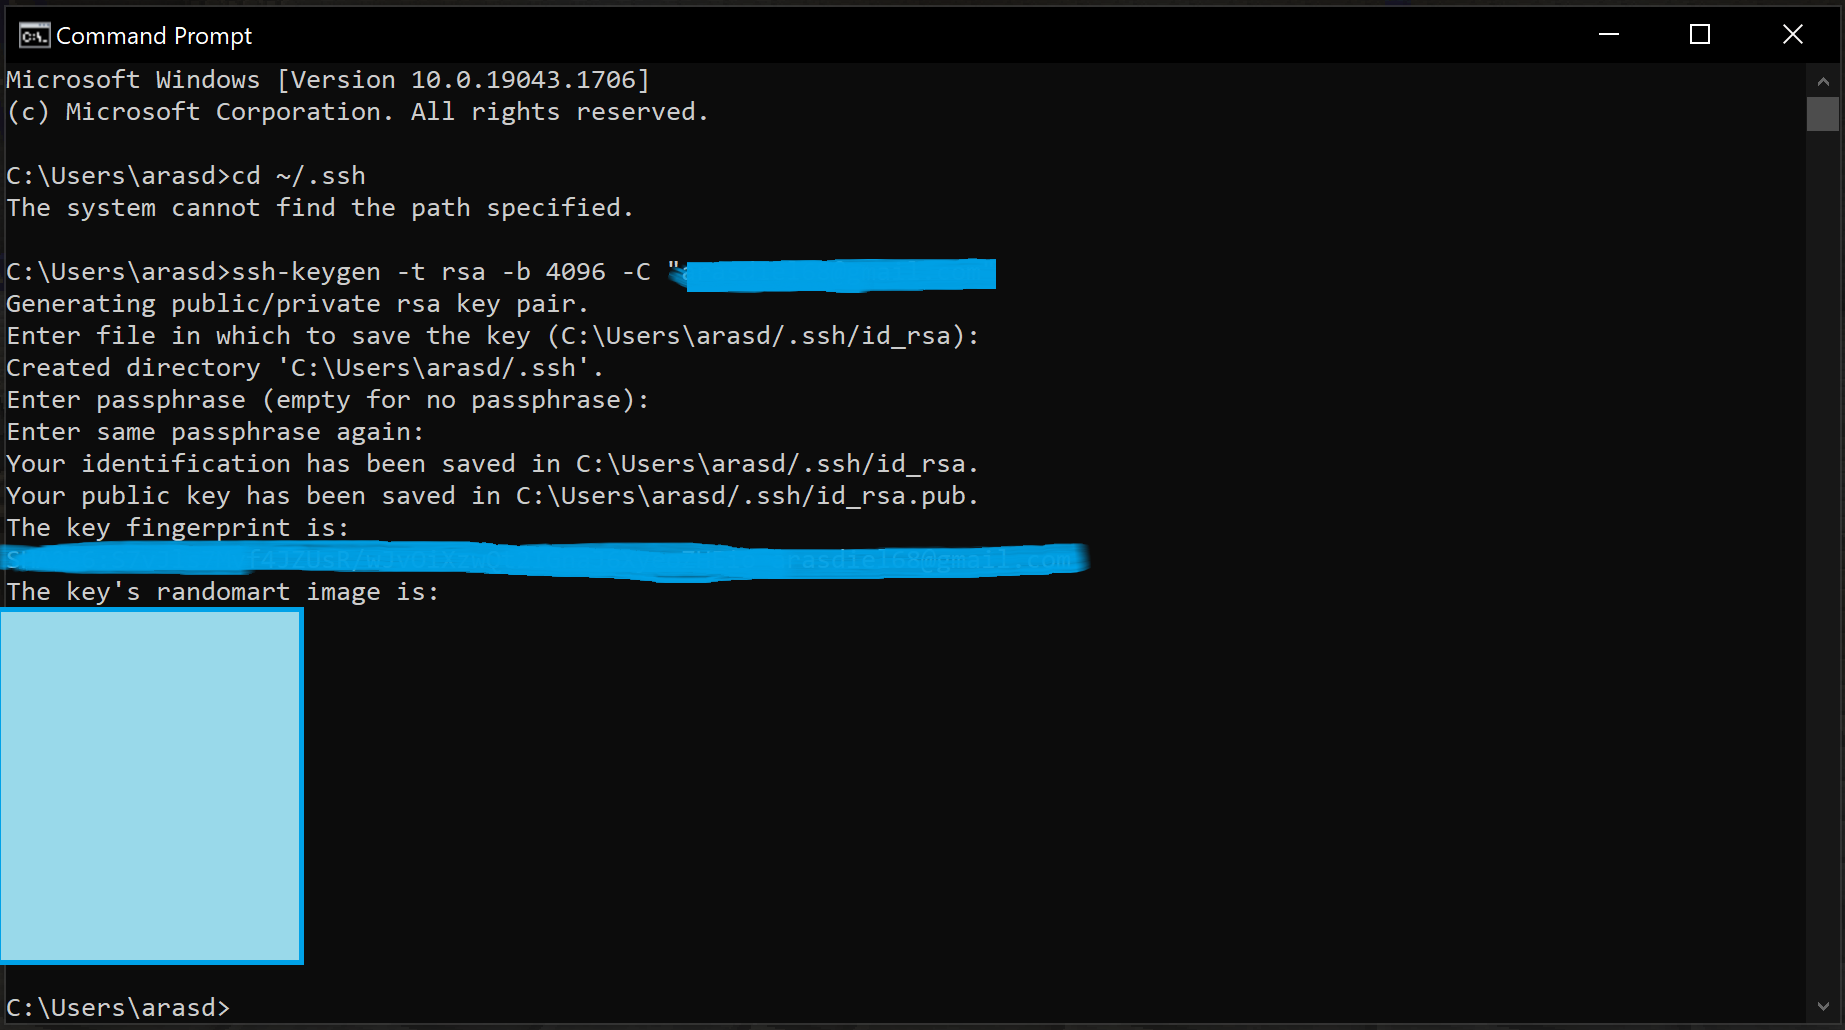 Command Prompt
Microsoft Windows [Version 10.0.19043.1706]
(c) Microsoft Corporation. All rights reserved.
C:\Users\arasd>cd ~/.ssh
The system cannot find the path specified.
C:\Users\arasd>ssh-keygen -t rsa -b 4096 -C "
Generating public/private rsa key pair.
Enter file in which to save the key (C:\Users\arasd/.ssh/id_rsa):
Created directory 'C:\Users\arasd/.ssh'.
Enter passphrase (empty for no passphrase):
Enter same passphrase again:
Your identification has been saved in C:\Users\arasd/.ssh/id_rsa.
Your public key has been saved in C:\Users\arasd/.ssh/id_rsa.pub.
The key fingerprint is:
The key's randomart image is:
C:\Users\arasd>